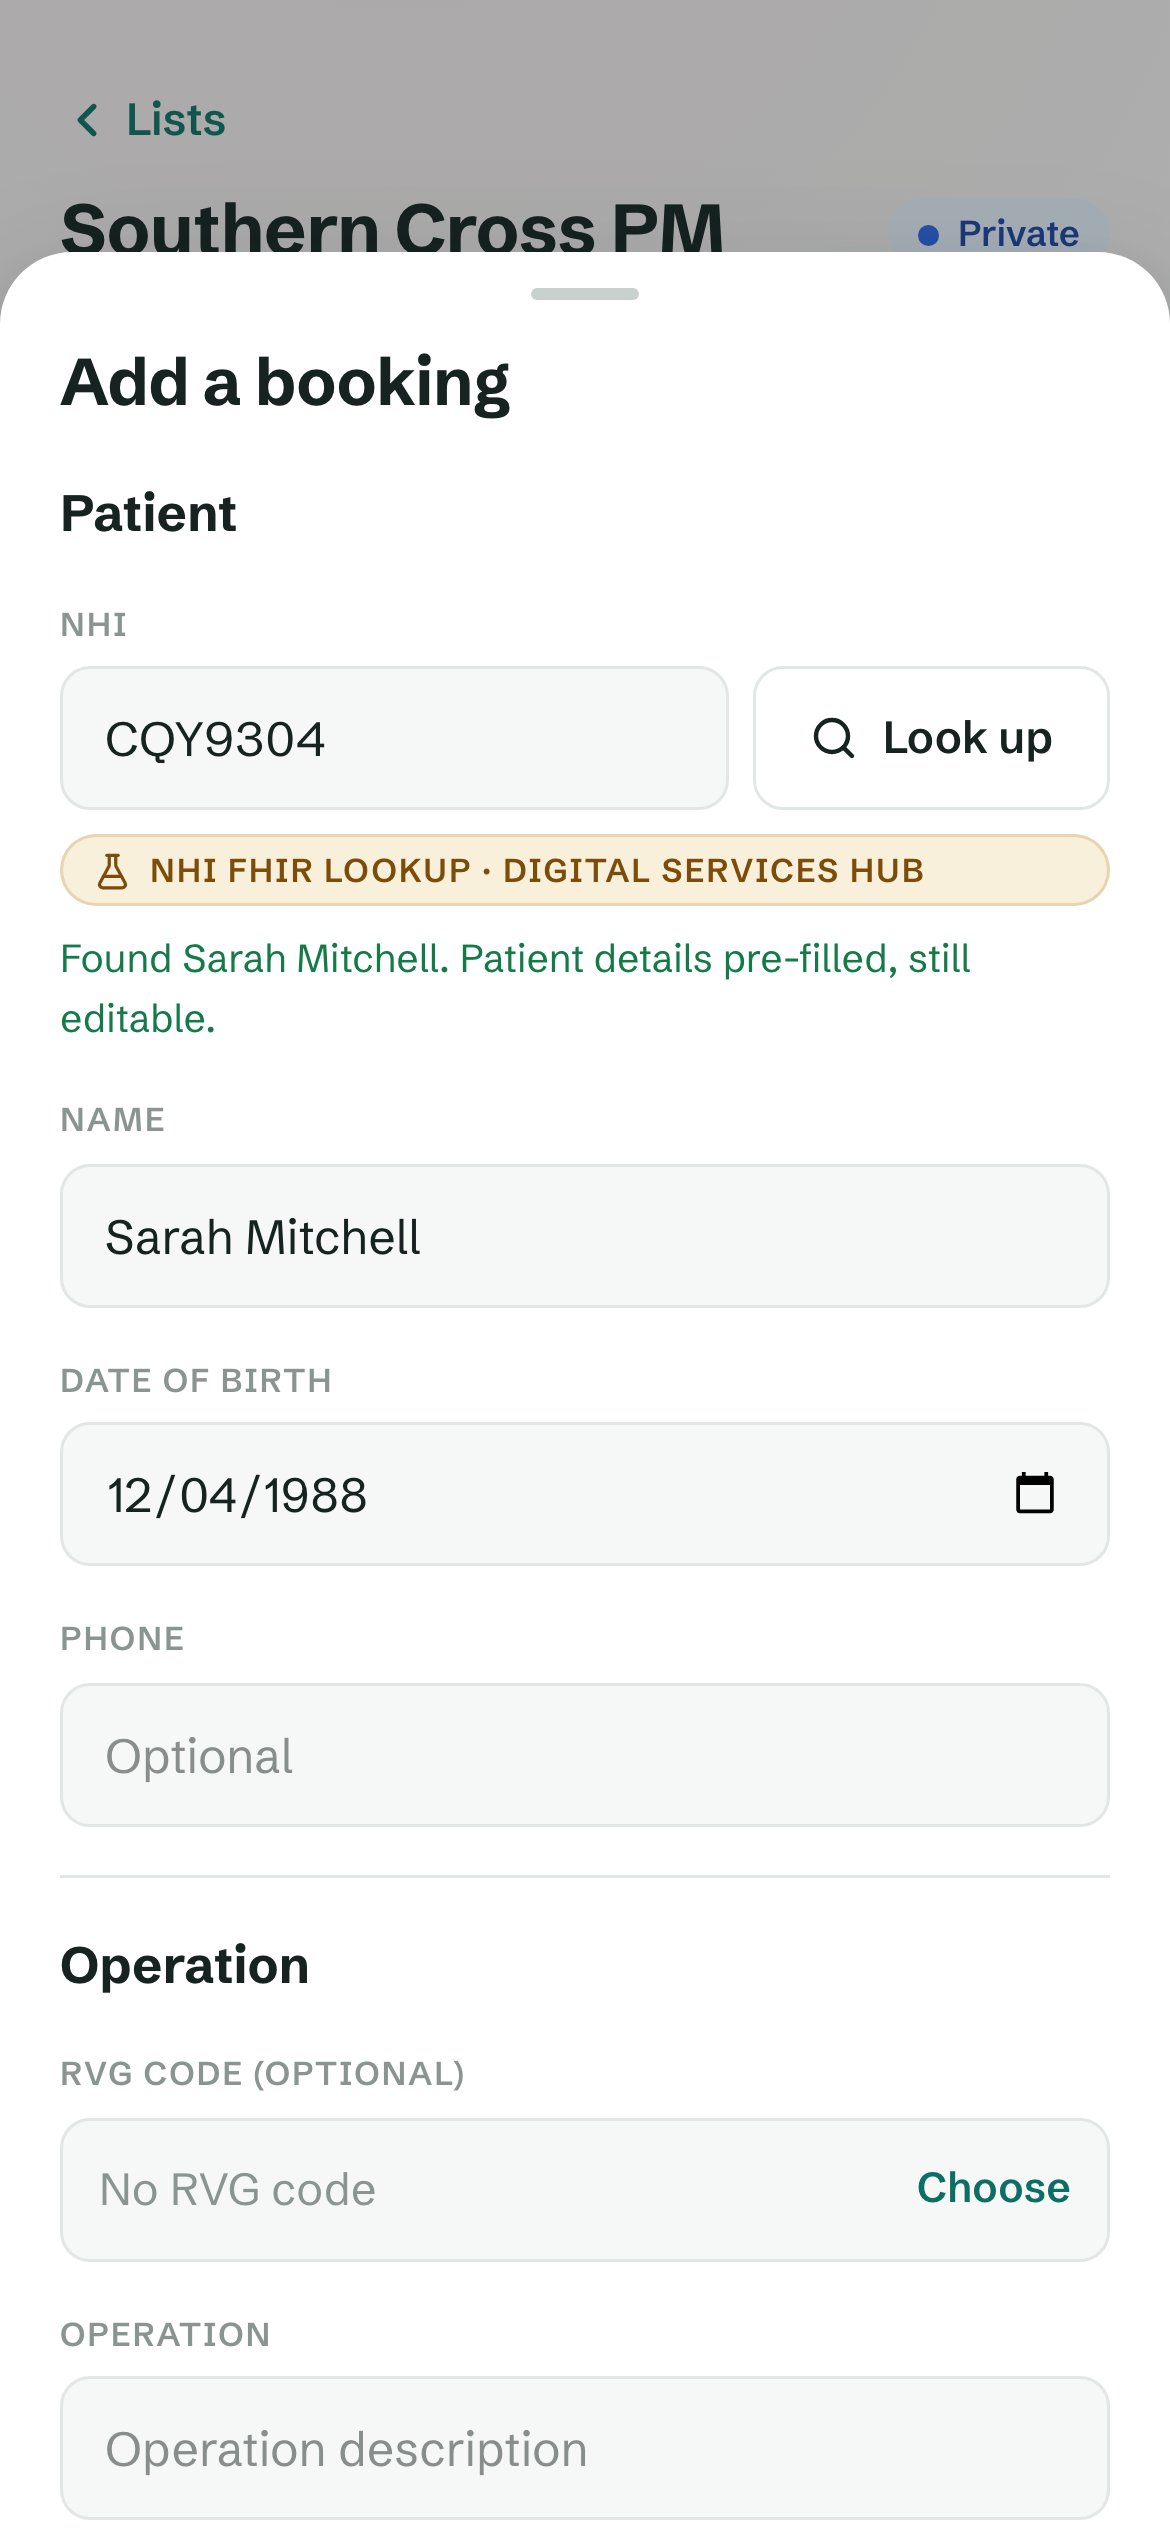 Lists
Southern Cross PM
Private
Add a booking
Patient
NHI
CQY9304
Look up
NHI FHIR LOOKUP · DIGITAL SERVICES HUB
Found Sarah Mitchell. Patient details pre-filled, still
editable.
NAME
Sarah Mitchell
DATE OF BIRTH
12/04/1988
PHONE
Optional
Operation
RVG CODE (OPTIONAL)
No RVG code
Choose
OPERATION
Operation description